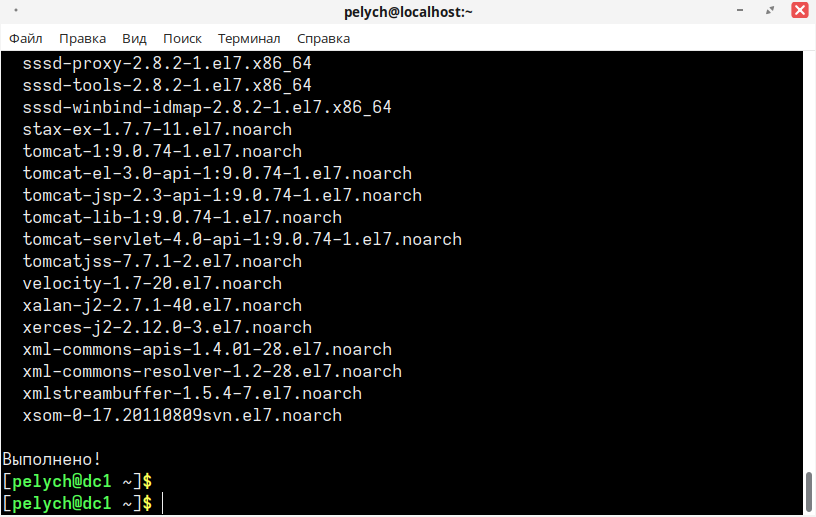 pelych@localhost:~
Файл Правка Вид Поиск Терминал Справка
sssd-proxy-2.8.2-1.el7.x86_64
sssd-tools-2.8.2-1.el7.x86_64
sssd-winbind-idmap-2.8.2-1.el7.x86_64
stax-ex-1.7.7-11.el7.noarch
tomcat-1:9.0.74-1.el7.noarch
tomcat-el-3.0-api-1:9.0.74-1.el7.noarch
tomcat-jsp-2.3-api-1:9.0.74-1.el7.noarch
tomcat-lib-1:9.0.74-1.el7.noarch
tomcat-servlet-4.0-api-1:9.0.74-1.el7.noarch
tomcatjss-7.7.1-2.el7.noarch
velocity-1.7-20.el7.noarch
xalan-j2-2.7.1-40.el7.noarch
xerces-j2-2.12.0-3.el7.noarch
xml-commons-apis-1.4.01-28.el7.noarch
xml-commons-resolver-1.2-28.el7.noarch
xmlstreambuffer-1.5.4-7.el7.noarch
xsom-0-17.20110809svn.el7.noarch
Выполнено!
[pelych@dc1 ~]$
[pelych@dc1 ~]$